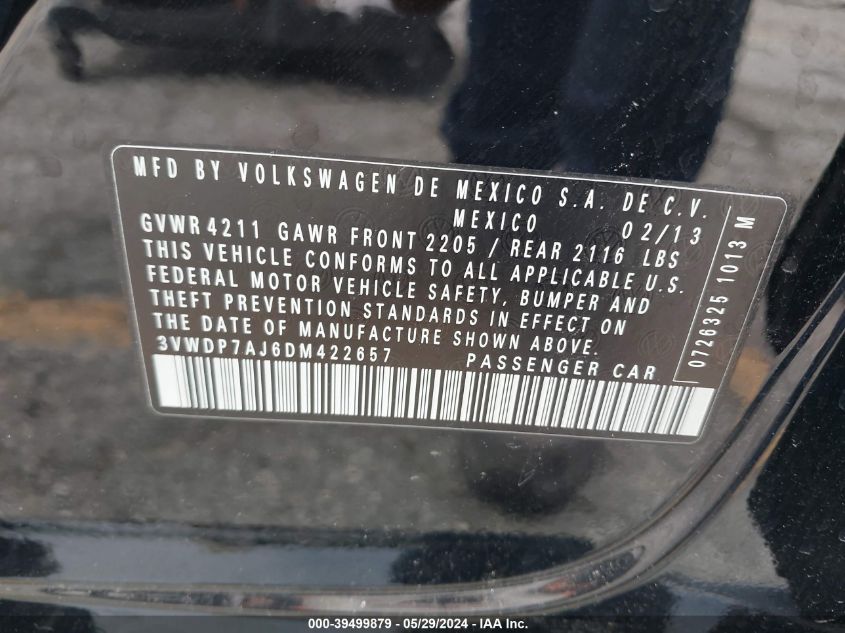 MFD BY VOLKSWAGEN DE MEXICO S.A. DE C.V.
MEXICO 02/13
GVWR 4211 GAWR FRONT 2205 / REAR 2116 LBS
THIS VEHICLE CONFORMS TO ALL APPLICABLE U.S.
FEDERAL MOTOR VEHICLE SAFETY, BUMPER AND
THEFT PREVENTION STANDARDS IN EFFECT ON
THE DATE OF MANUFACTURE SHOWN ABOVE.
3VWDP7AJ6DM422657 PASSENGER CAR
0726325 1013 M
000-39499879 - 05/29/2024 - IAA Inc.